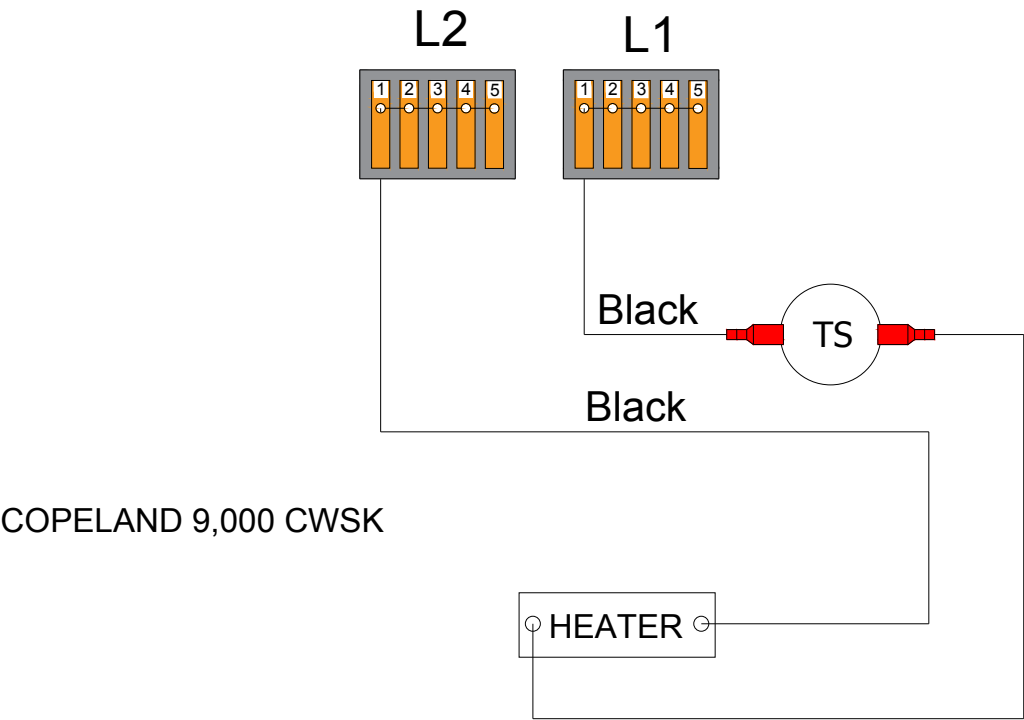 L2
L1
1 2 3 4 5
1 2 3 4 5
Black
TS
Black
COPELAND 9,000 CWSK
HEATER